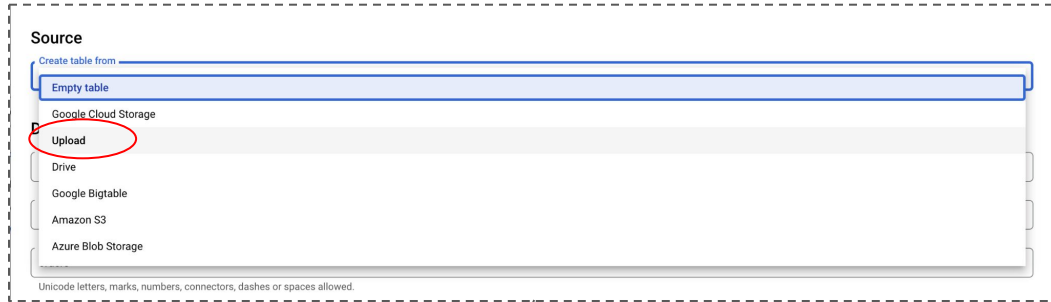 Source
Create table from
Empty table
Google Cloud Storage
Upload
Drive
Google Bigtable
Amazon S3
Azure Blob Storage
Unicode letters, marks, numbers, connectors, dashes or spaces allowed.